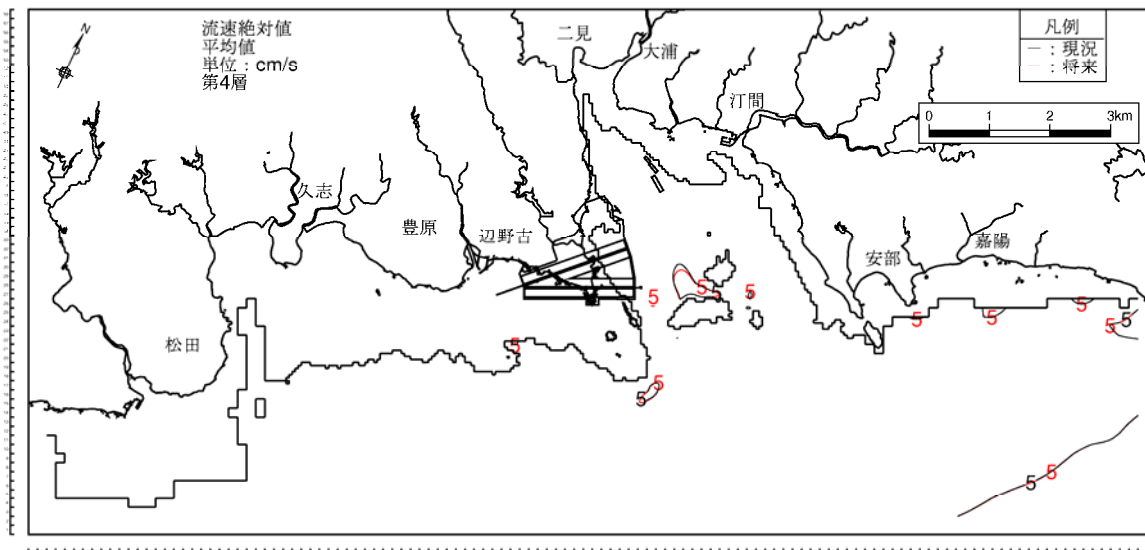 N
流速絶対値
平均値
単位：cm/s
第4層
凡例
―：現況
―：将来
0 1 2 3km
二見
大浦
汀間
久志
豊原
辺野古
安部
嘉陽
松田
5
5
5
5
5
5
5
5
5
5
5
5
5
5